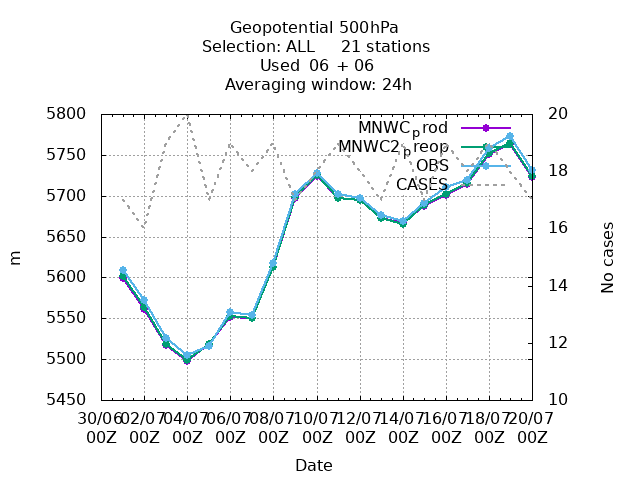 Geopotential 500hPa
Selection: ALL 21 stations
Used 06 + 06
Averaging window: 24h
5800 20
MNWCprod
5750 MNWC2preop
OBS 18
CASES
5700
5650 16
m No cases
5600 14
5550
5500 12
5450 10
30/06 02/07 04/07 06/07 08/07 10/07 12/07 14/07 16/07 18/07 20/07
00Z 00Z 00Z 00Z 00Z 00Z 00Z 00Z 00Z 00Z 00Z
Date